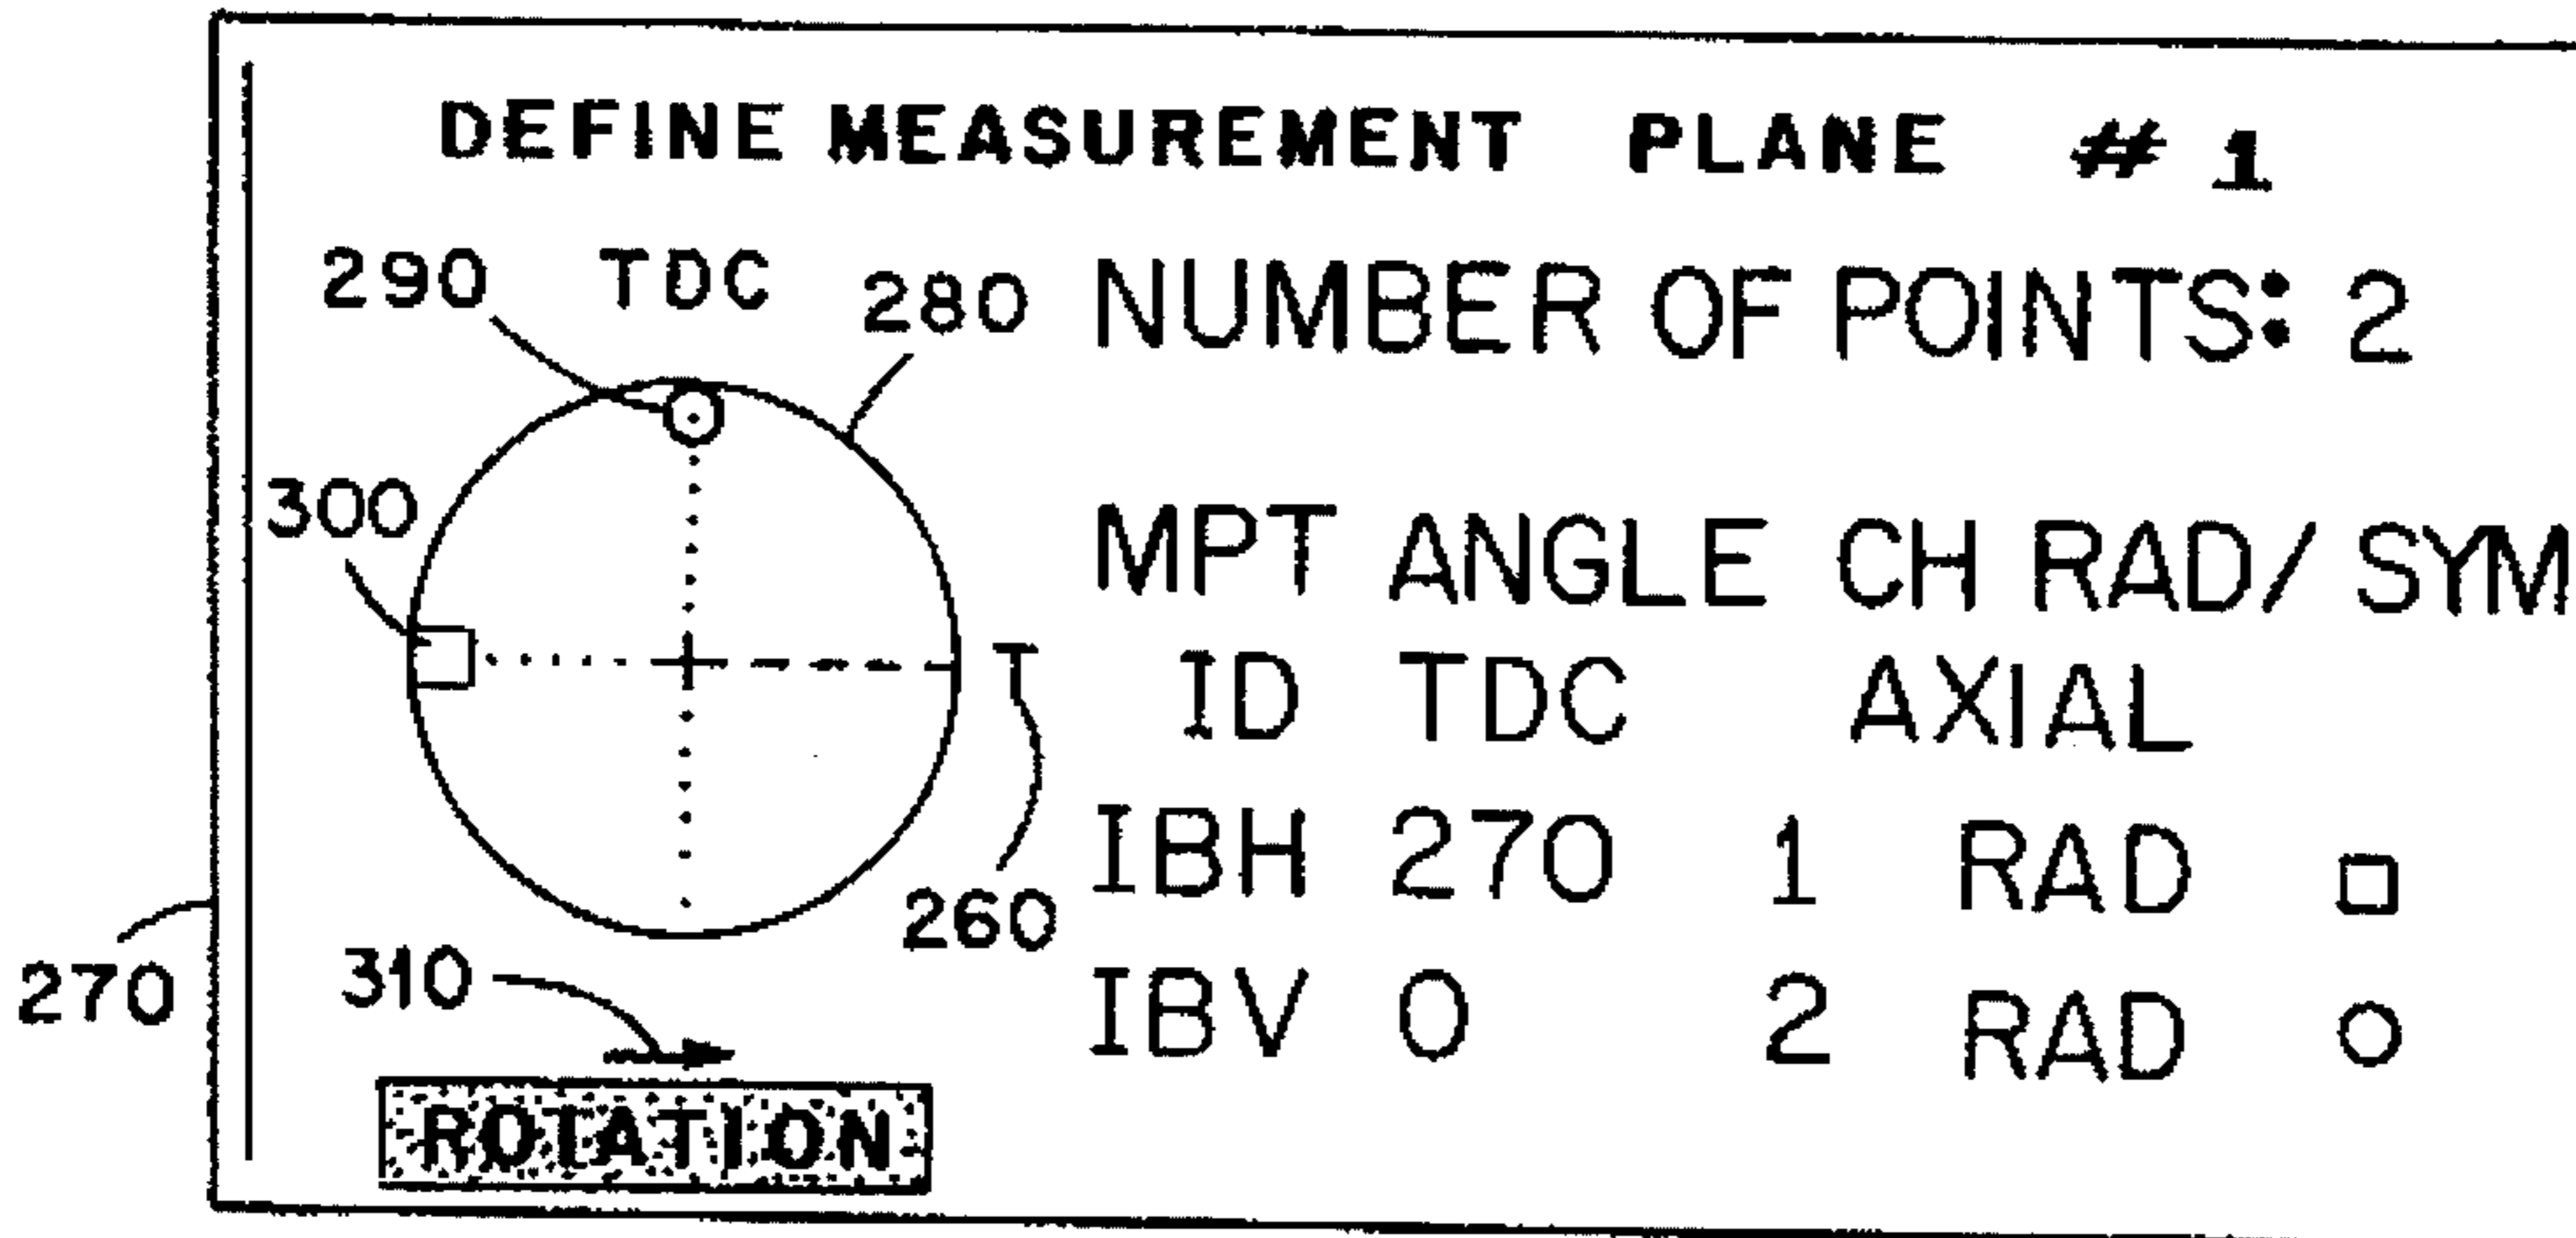 DEFINE MEASUREMENT PLANE # 1
290 TDC 280 NUMBER OF POINTS: 2
300 MPT ANGLE CH RAD/ SYM
T ID TDC AXIAL
IBH 270 1 RAD
260
270 310 IBV 0 2 RAD
ROTATION